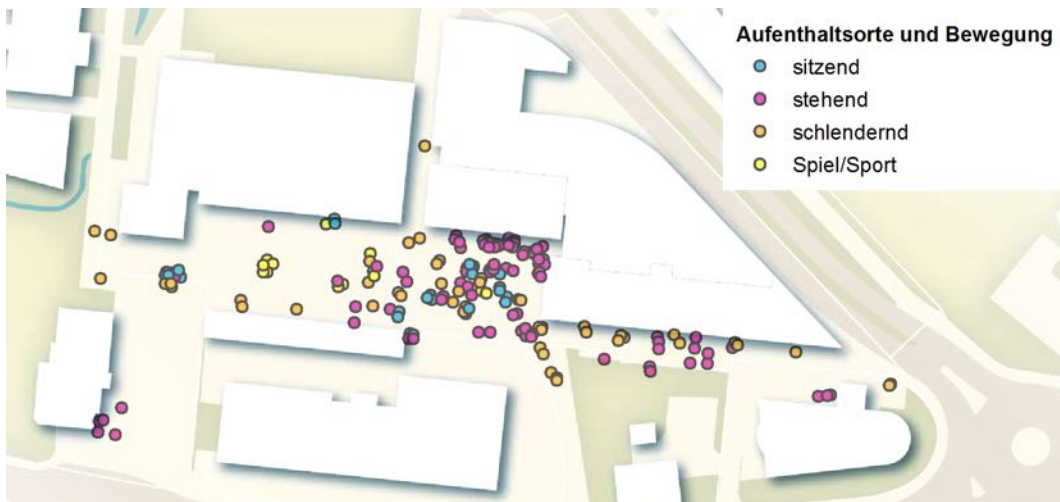 Aufenthaltsorte und Bewegung
sitzend
stehend
schlendernd
Spiel/Sport